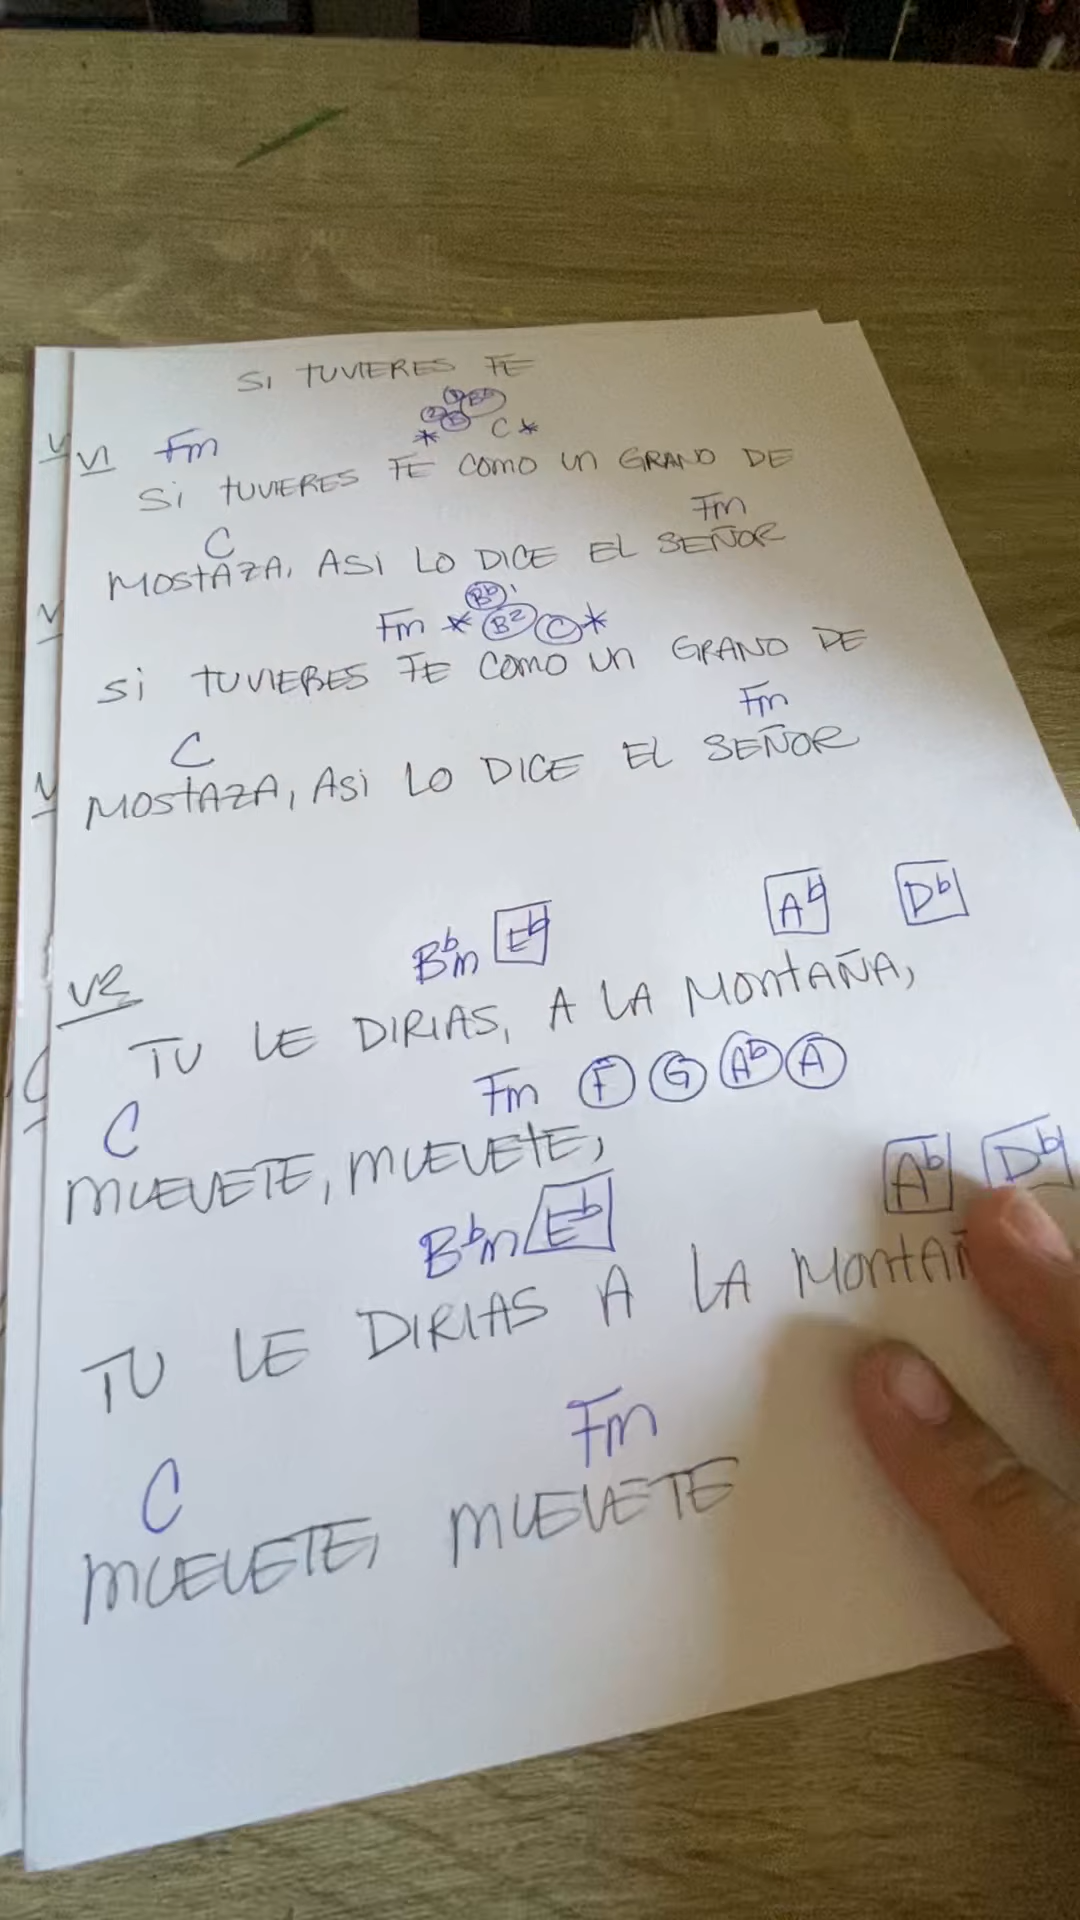 SI TUVIERES FE
Bb
V1 Fm * C *
SI TUVIERES FE COMO UN GRANO DE
C Fm
MOSTAZA, ASI LO DICE EL SEÑOR
Bb 1
Fm * B 2 C *
SI TUVIERES FE COMO UN GRANO DE
C Fm
MOSTAZA, ASI LO DICE EL SEÑOR
Bbm Eb Ab Db
V2
TU LE DIRIAS, A LA MONTAÑA,
C Fm F G Ab A
MUEVETE, MUEVETE,
Bbm Eb Ab Db
TU LE DIRIAS A LA MONTAÑ
C Fm
MUEVETE, MUEVETE